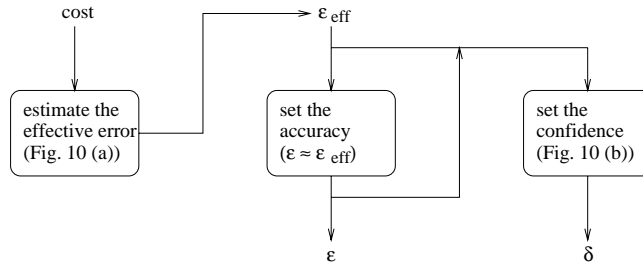 cost
ε eff
estimate the
effective error
(Fig. 10 (a))
set the
accuracy
(ε ≈ ε eff)
set the
confidence
(Fig. 10 (b))
ε
δ